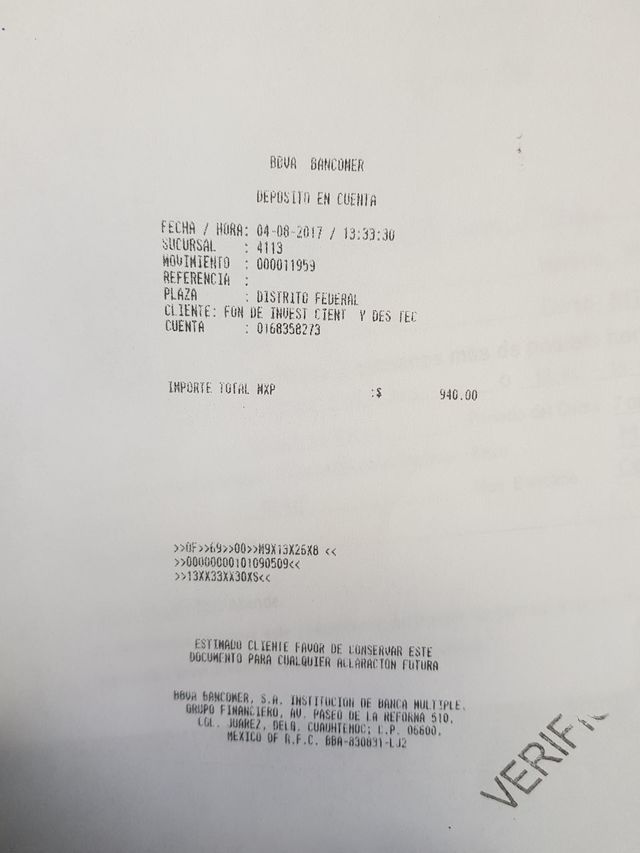 BBVA BANCOMER
DEPOSITO EN CUENTA
FECHA / HORA: 04-08-2017 / 13:33:30
SUCURSAL : 4113
MOVIMIENTO : 000011959
REFERENCIA :
PLAZA : DISTRITO FEDERAL
CLIENTE: FON DE INVEST CIENT Y DES TEC
CUENTA : 0168358273
IMPORTE TOTAL MXP :$ 940.00
>>0F>>69>>00>>M9X13X26X8 <<
>>00000000101090509<<
>>13XX33XX30XS<<
ESTIMADO CLIENTE FAVOR DE CONSERVAR ESTE
DOCUMENTO PARA CUALQUIER ACLARACION FUTURA
BBVA BANCOMER, S.A. INSTITUCION DE BANCA MULTIPLE,
GRUPO FINANCIERO, AV. PASEO DE LA REFORMA 510,
COL. JUAREZ, DELG. CUAUHTEMOC; C.P. 06600,
MEXICO DF R.F.C. BBA-830831-LJ2
VERIFIC